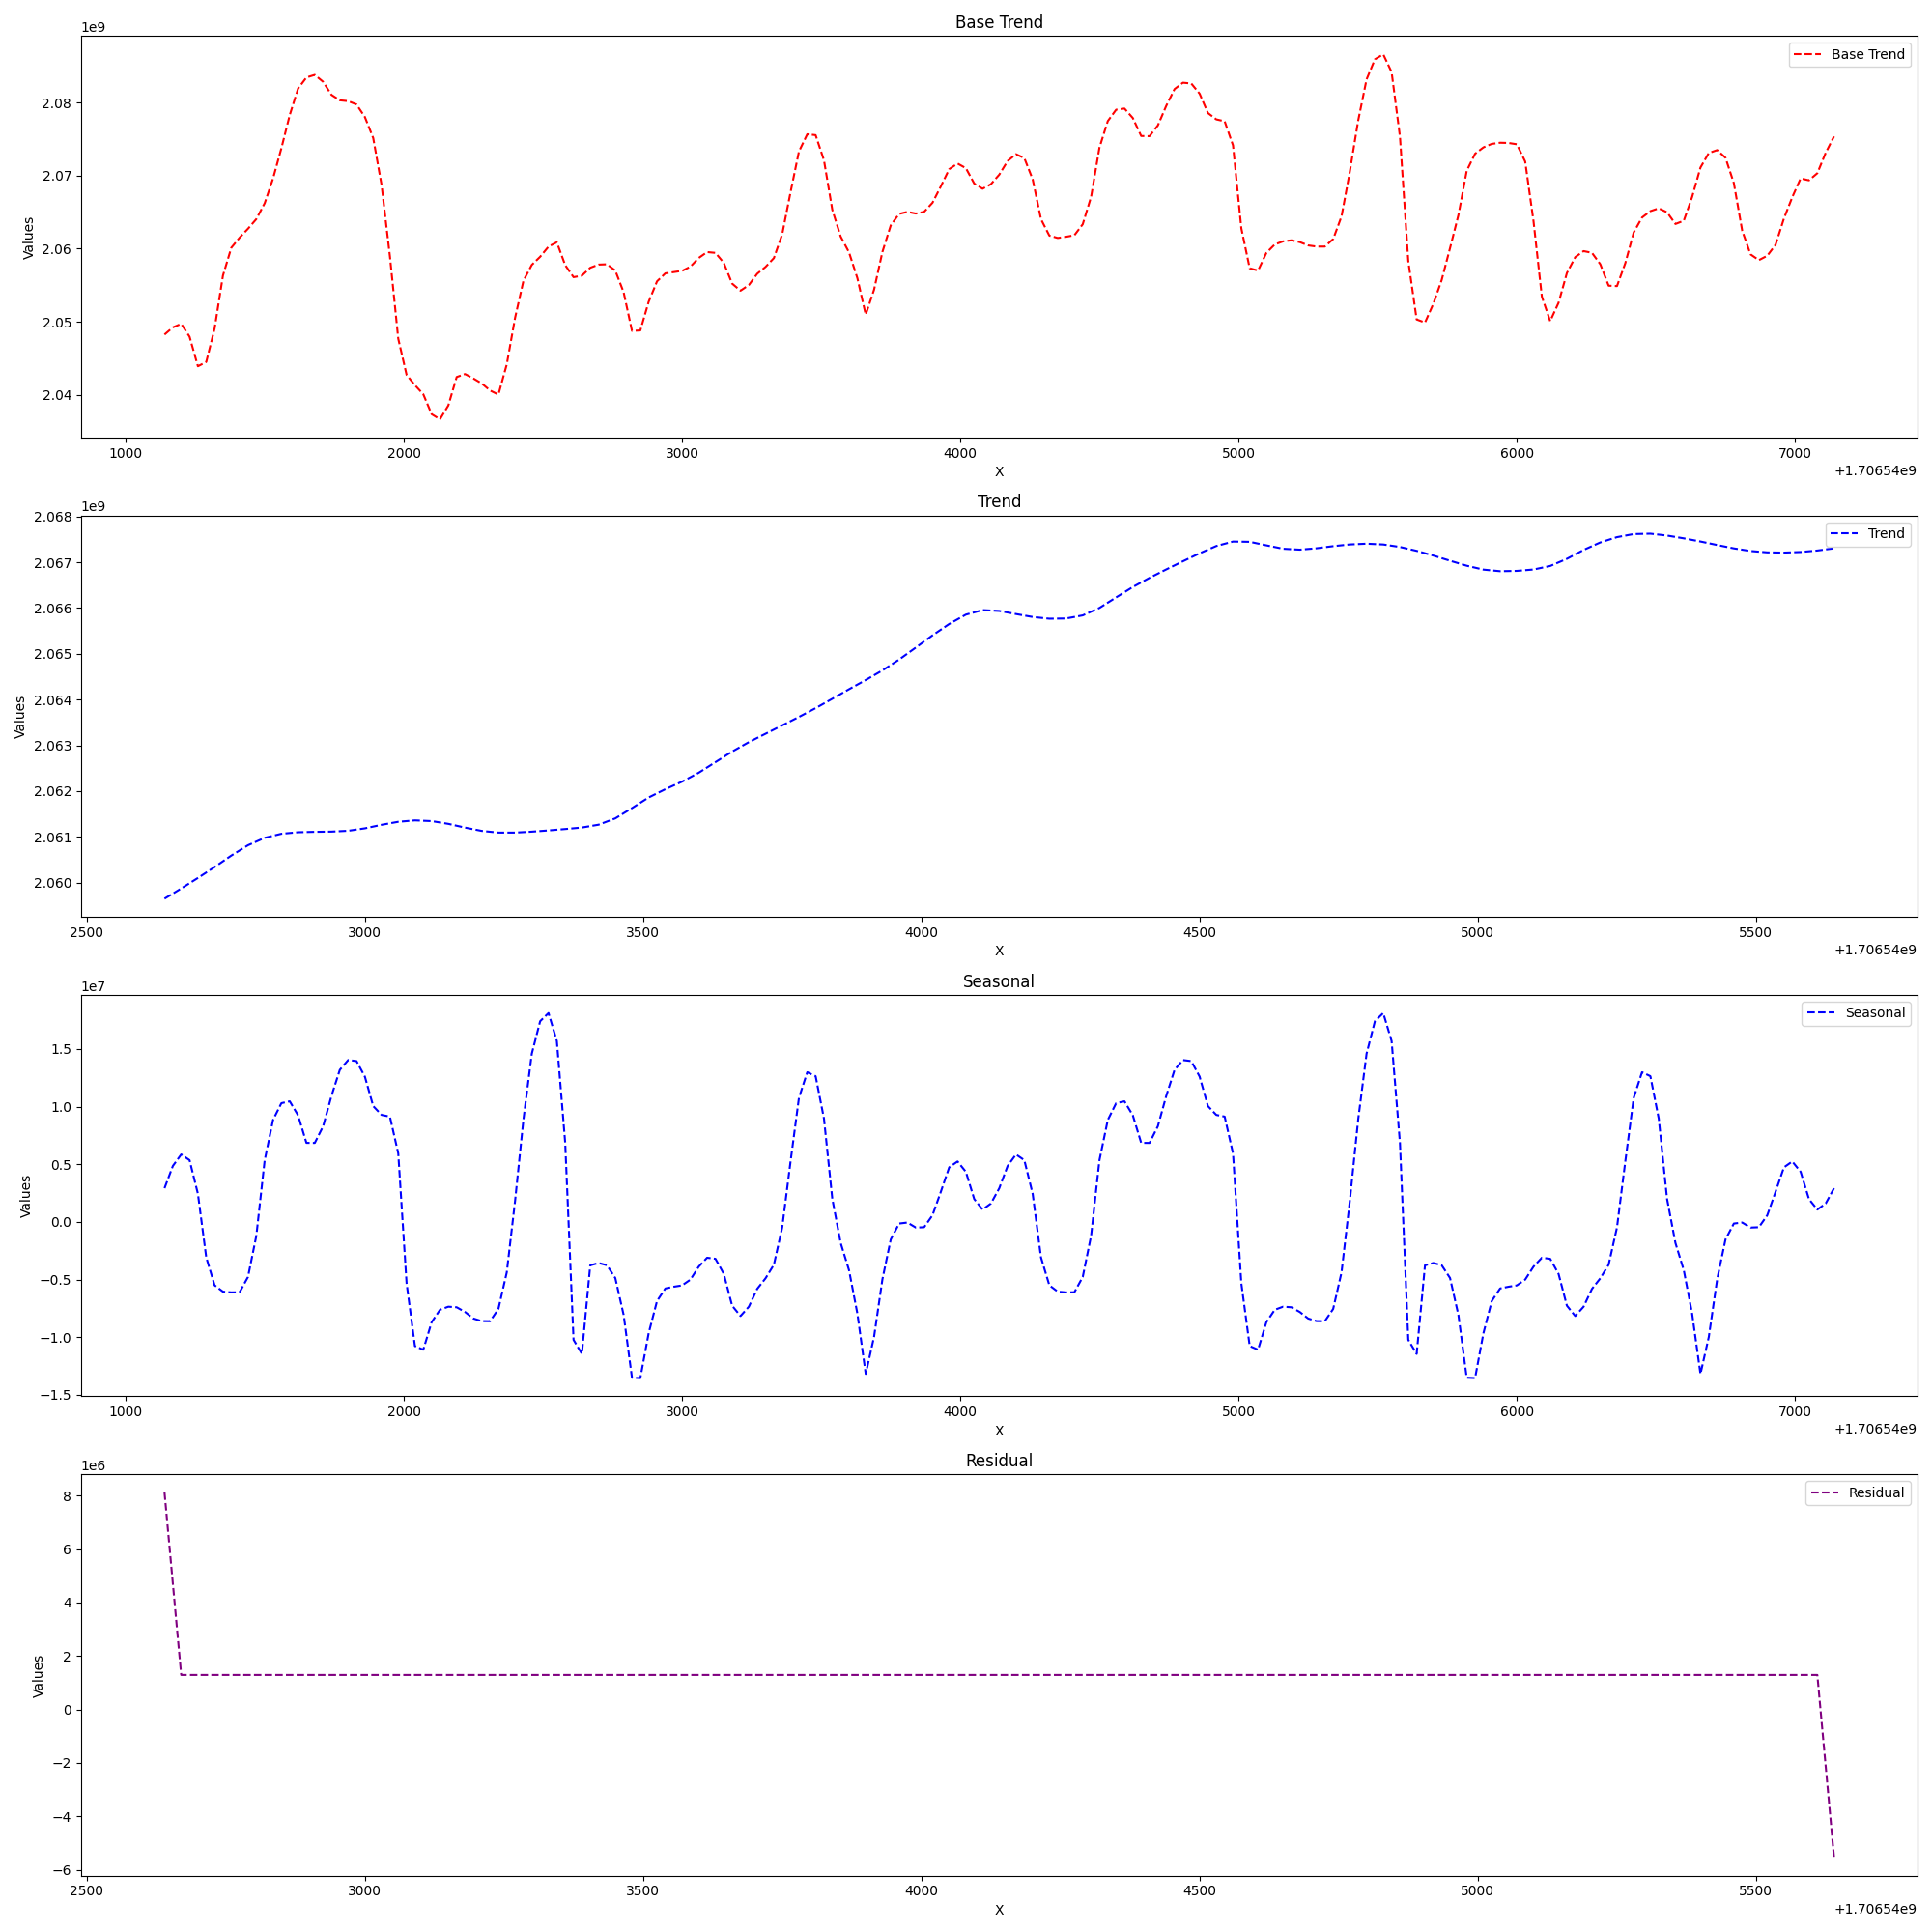 Base Trend
1e9
Base Trend
2.08
2.07
2.06
2.05
2.04
Values
1000 2000 3000 4000 5000 6000 7000
X
+1.70654e9
Trend
1e9
Trend
2.068
2.067
2.066
2.065
2.064
2.063
2.062
2.061
2.060
Values
2500 3000 3500 4000 4500 5000 5500
X
+1.70654e9
Seasonal
1e7
Seasonal
1.5
1.0
0.5
0.0
−0.5
−1.0
−1.5
Values
1000 2000 3000 4000 5000 6000 7000
X
+1.70654e9
Residual
1e6
Residual
8
6
4
2
0
−2
−4
−6
Values
2500 3000 3500 4000 4500 5000 5500
X
+1.70654e9